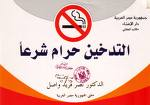 جمهورية مصر العربية
دار الإفتاء
التدخين حرام شرعاً
الدكتور نصر فريد واصل
مفتي جمهورية مصر العربية